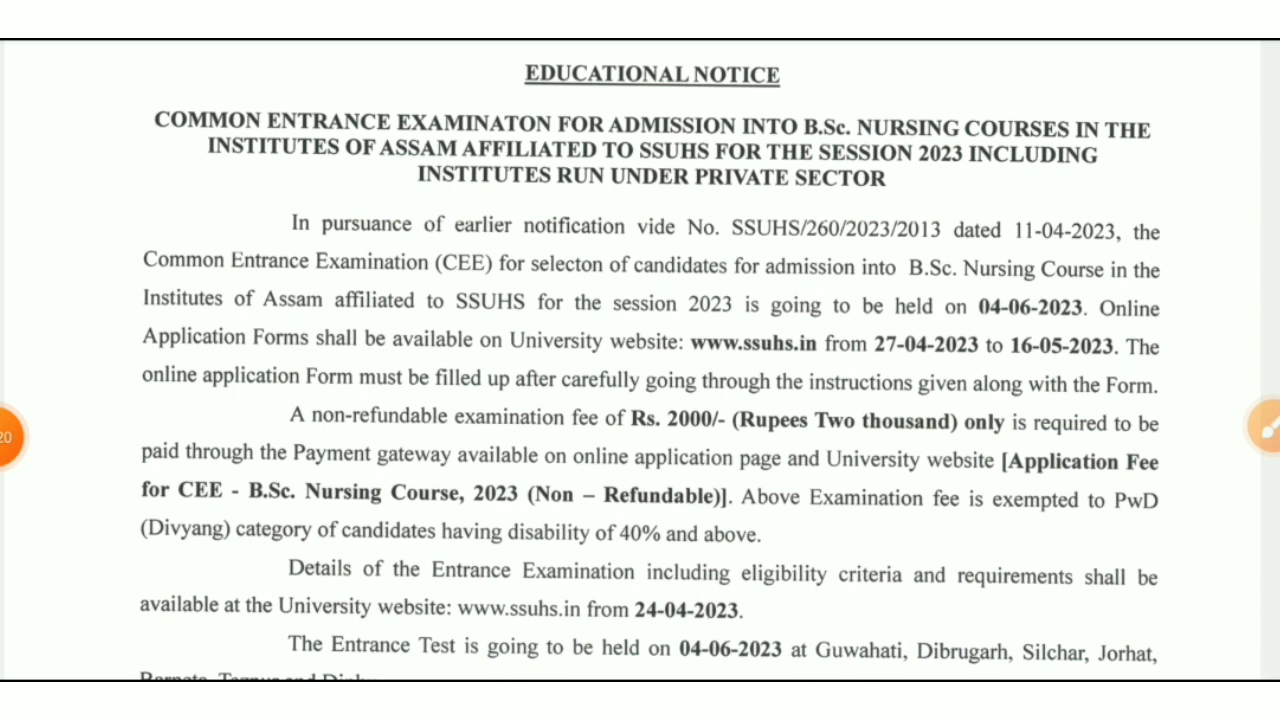 EDUCATIONAL NOTICE
COMMON ENTRANCE EXAMINATON FOR ADMISSION INTO B.Sc. NURSING COURSES IN THE
INSTITUTES OF ASSAM AFFILIATED TO SSUHS FOR THE SESSION 2023 INCLUDING
INSTITUTES RUN UNDER PRIVATE SECTOR
In pursuance of earlier notification vide No. SSUHS/260/2023/2013 dated 11-04-2023, the
Common Entrance Examination (CEE) for selecton of candidates for admission into B.Sc. Nursing Course in the
Institutes of Assam affiliated to SSUHS for the session 2023 is going to be held on 04-06-2023. Online
Application Forms shall be available on University website: www.ssuhs.in from 27-04-2023 to 16-05-2023. The
online application Form must be filled up after carefully going through the instructions given along with the Form.
A non-refundable examination fee of Rs. 2000/- (Rupees Two thousand) only is required to be
paid through the Payment gateway available on online application page and University website [Application Fee
for CEE - B.Sc. Nursing Course, 2023 (Non – Refundable)]. Above Examination fee is exempted to PwD
(Divyang) category of candidates having disability of 40% and above.
Details of the Entrance Examination including eligibility criteria and requirements shall be
available at the University website: www.ssuhs.in from 24-04-2023.
The Entrance Test is going to be held on 04-06-2023 at Guwahati, Dibrugarh, Silchar, Jorhat,
20